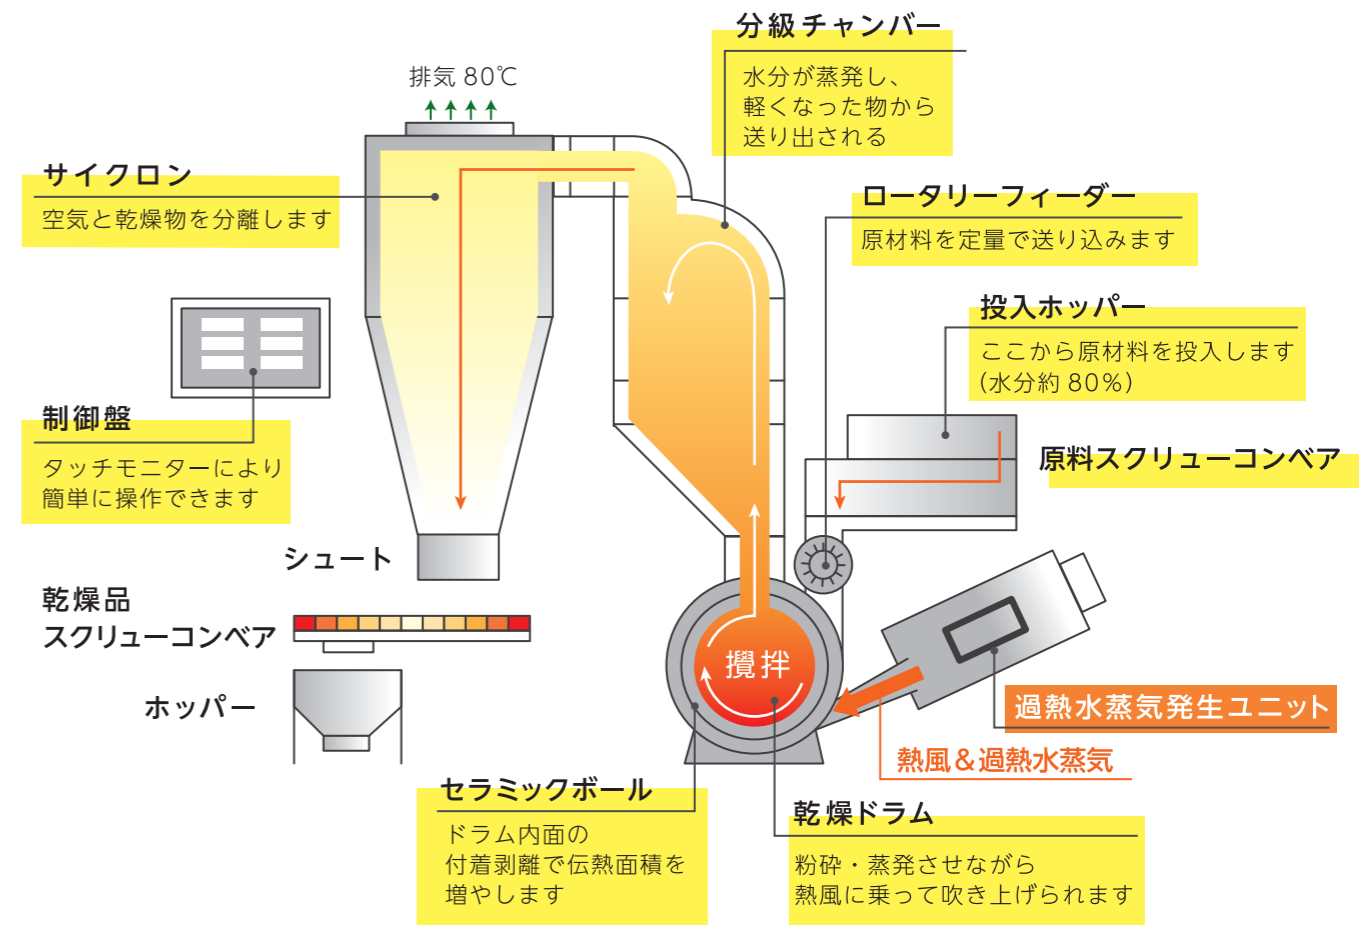 分級チャンバー
水分が蒸発し、
軽くなった物から
送り出される
排気 80℃
サイクロン
空気と乾燥物を分離します
ロータリーフィーダー
原材料を定量で送り込みます
投入ホッパー
ここから原材料を投入します
(水分約 80%)
制御盤
タッチモニターにより
簡単に操作できます
原料スクリューコンベア
シュート
乾燥品
スクリューコンベア
ホッパー
攪拌
過熱水蒸気発生ユニット
熱風&過熱水蒸気
セラミックボール
ドラム内面の
付着剥離で伝熱面積を
増やします
乾燥ドラム
粉砕・蒸発させながら
熱風に乗って吹き上げられます